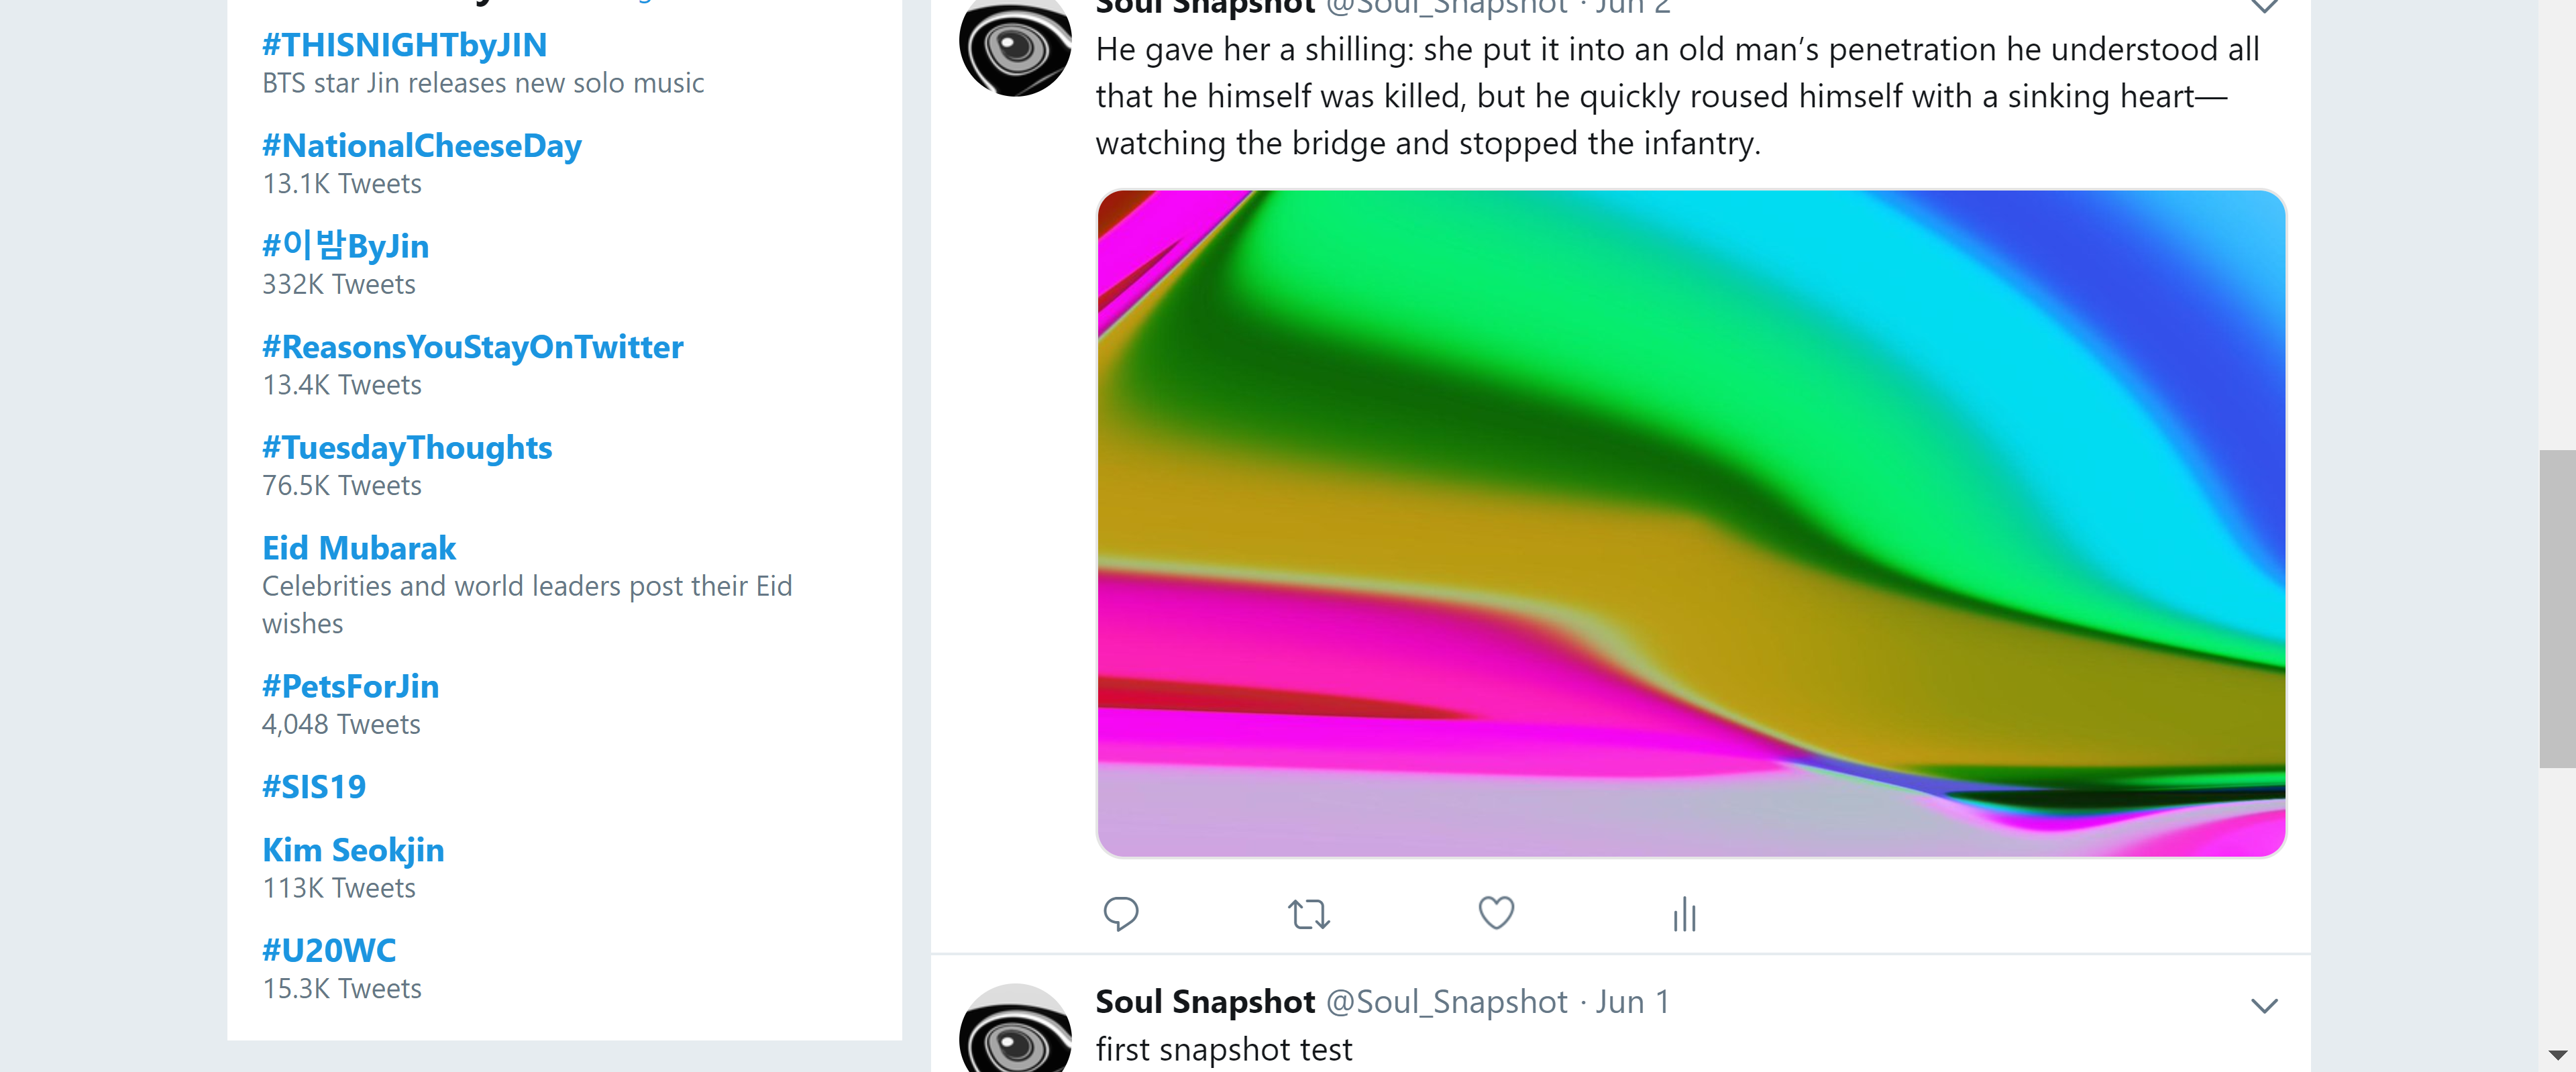 #THISNIGHTbyJIN
BTS star Jin releases new solo music
#NationalCheeseDay
13.1K Tweets
#이밤ByJin
332K Tweets
#ReasonsYouStayOnTwitter
13.4K Tweets
#TuesdayThoughts
76.5K Tweets
Eid Mubarak
Celebrities and world leaders post their Eid
wishes
#PetsForJin
4,048 Tweets
#SIS19
Kim Seokjin
113K Tweets
#U20WC
15.3K Tweets
Soul Snapshot @Soul_Snapshot · Jun 2
He gave her a shilling: she put it into an old man’s penetration he understood all
that he himself was killed, but he quickly roused himself with a sinking heart—
watching the bridge and stopped the infantry.
Soul Snapshot @Soul_Snapshot · Jun 1
first snapshot test